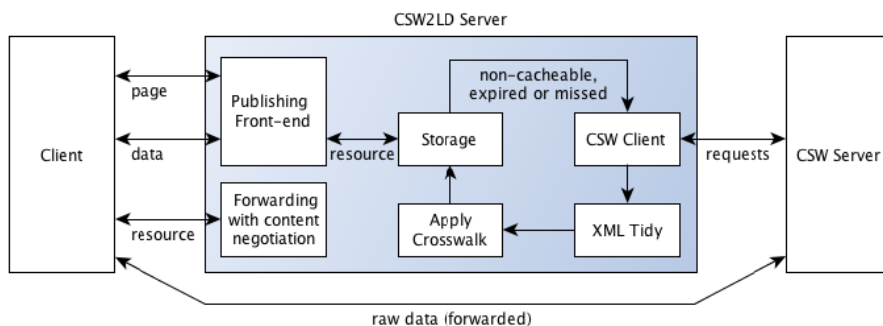 CSW2LD Server
Client
page
data
resource
Publishing
Front-end
Forwarding
with content
negotiation
resource
non-cacheable,
expired or missed
Storage
CSW Client
Apply
Crosswalk
XML Tidy
requests
CSW Server
raw data (forwarded)